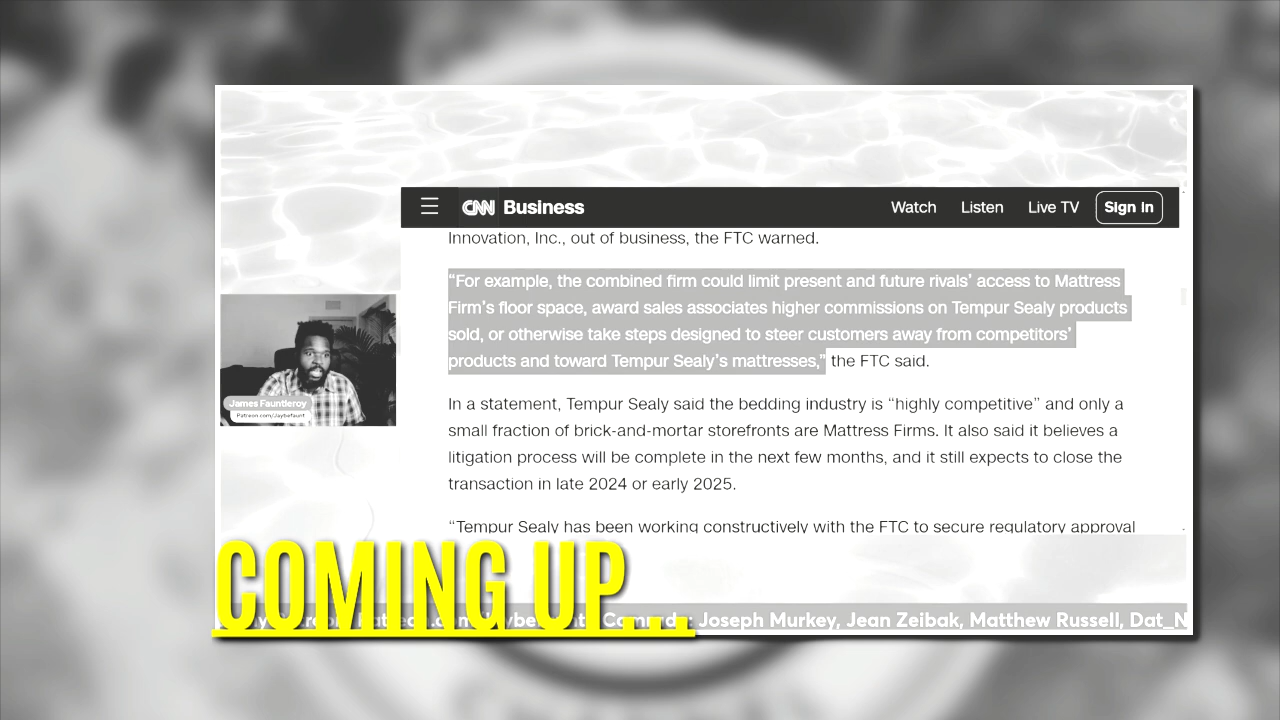 CNN Business Watch Listen Live TV Sign in
Innovation, Inc., out of business, the FTC warned.
“For example, the combined firm could limit present and future rivals’ access to Mattress
Firm’s floor space, award sales associates higher commissions on Tempur Sealy products
sold, or otherwise take steps designed to steer customers away from competitors’
products and toward Tempur Sealy’s mattresses,” the FTC said.
In a statement, Tempur Sealy said the bedding industry is “highly competitive” and only a
small fraction of brick-and-mortar storefronts are Mattress Firms. It also said it believes a
litigation process will be complete in the next few months, and it still expects to close the
transaction in late 2024 or early 2025.
“Tempur Sealy has been working constructively with the FTC to secure regulatory approval
James Fauntleroy
Patreon.com/Jaybefaunt
COMING UP...
Joseph Murkey, Jean Zeibak, Matthew Russell, Dat_N